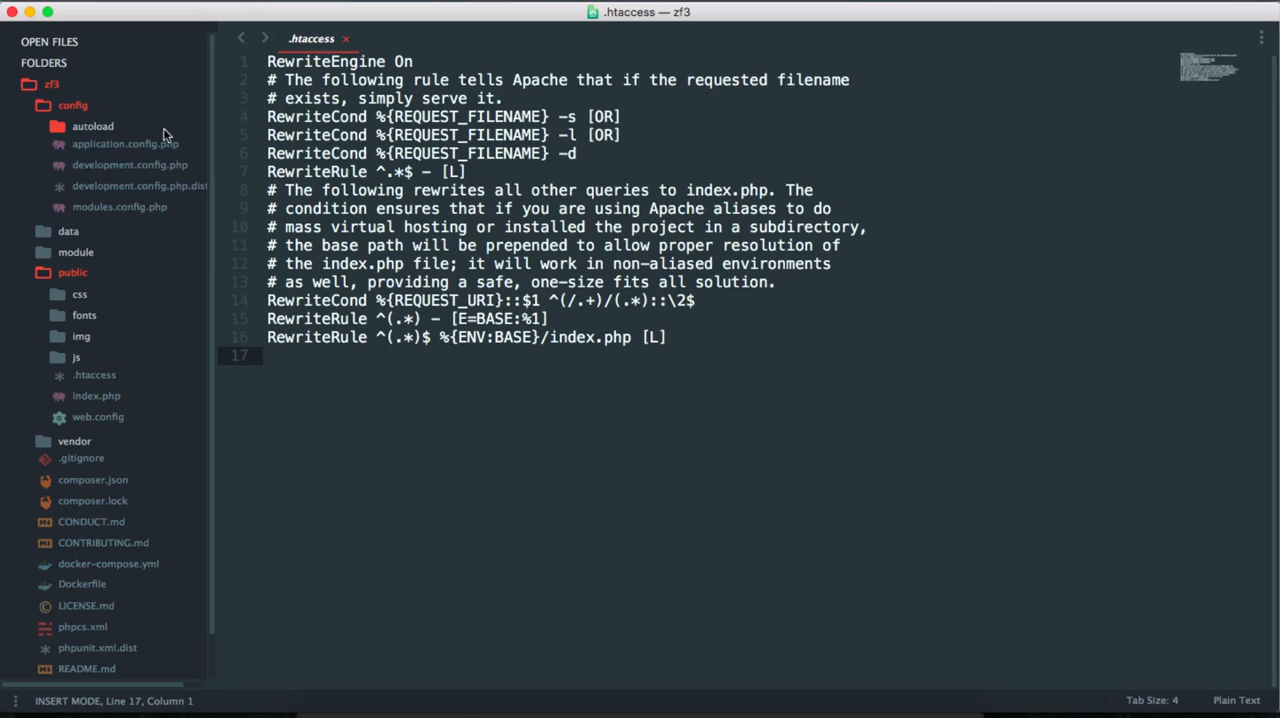 .htaccess — zf3
OPEN FILES
FOLDERS
zf3
config
autoload
application.config.php
development.config.php
development.config.php.dist
modules.config.php
data
module
public
css
fonts
img
js
.htaccess
index.php
web.config
vendor
.gitignore
composer.json
composer.lock
CONDUCT.md
CONTRIBUTING.md
docker-compose.yml
Dockerfile
LICENSE.md
phpcs.xml
phpunit.xml.dist
README.md
.htaccess ×
1 RewriteEngine On
2 # The following rule tells Apache that if the requested filename
3 # exists, simply serve it.
4 RewriteCond %{REQUEST_FILENAME} -s [OR]
5 RewriteCond %{REQUEST_FILENAME} -l [OR]
6 RewriteCond %{REQUEST_FILENAME} -d
7 RewriteRule ^.*$ - [L]
8 # The following rewrites all other queries to index.php. The
9 # condition ensures that if you are using Apache aliases to do
10 # mass virtual hosting or installed the project in a subdirectory,
11 # the base path will be prepended to allow proper resolution of
12 # the index.php file; it will work in non-aliased environments
13 # as well, providing a safe, one-size fits all solution.
14 RewriteCond %{REQUEST_URI}::$1 ^(/.+)/(.*)::\2$
15 RewriteRule ^(.*) - [E=BASE:%1]
16 RewriteRule ^(.*)$ %{ENV:BASE}/index.php [L]
17
INSERT MODE, Line 17, Column 1
Tab Size: 4
Plain Text